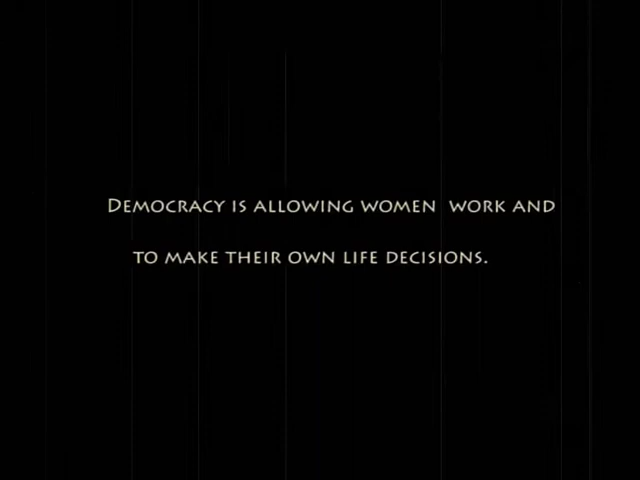 Democracy is allowing women work and
to make their own life decisions.